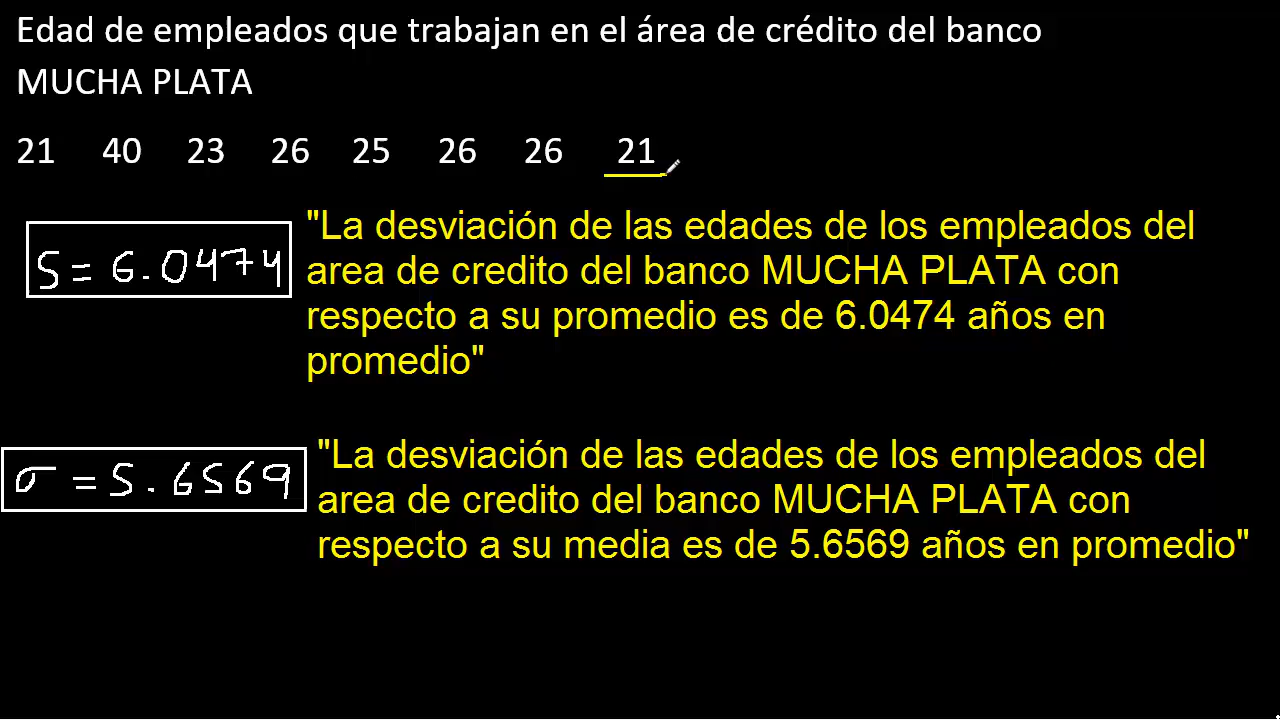 Edad de empleados que trabajan en el área de crédito del banco
MUCHA PLATA
21 40 23 26 25 26 26 21
S = 6.0474
"La desviación de las edades de los empleados del
area de credito del banco MUCHA PLATA con
respecto a su promedio es de 6.0474 años en
promedio"
σ = 5.6569
"La desviación de las edades de los empleados del
area de credito del banco MUCHA PLATA con
respecto a su media es de 5.6569 años en promedio"